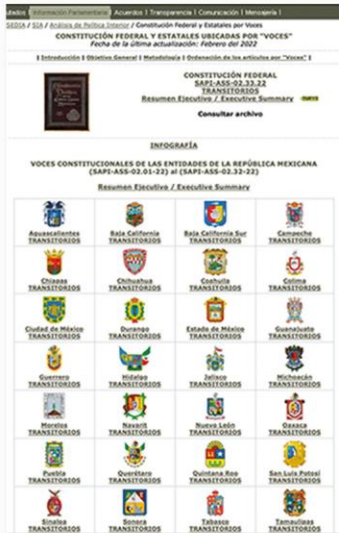 utados | Información Parlamentaria | Acuerdos | Transparencia | Comunicación | Mensajería |
SEDIA / SIA / Análisis de Política Interior / Constitución Federal y Estatales por Voces
CONSTITUCIÓN FEDERAL Y ESTATALES UBICADAS POR "VOCES"
Fecha de la última actualización: Febrero del 2022
| Introducción | Objetivo General | Metodología | Ordenación de los artículos por "Voces" |
CONSTITUCIÓN FEDERAL
SAPI-ASS-02.33.22
TRANSITORIOS
Resumen Ejecutivo / Executive Summary
Consultar archivo
INFOGRAFÍA
VOCES CONSTITUCIONALES DE LAS ENTIDADES DE LA REPÚBLICA MEXICANA
(SAPI-ASS-02.01-22) al (SAPI-ASS-02.32-22)
Resumen Ejecutivo / Executive Summary
Aguascalientes Baja California Baja California Sur Campeche
TRANSITORIOS TRANSITORIOS TRANSITORIOS TRANSITORIOS
Chiapas Chihuahua Coahuila Colima
TRANSITORIOS TRANSITORIOS TRANSITORIOS TRANSITORIOS
Ciudad de México Durango Estado de México Guanajuato
TRANSITORIOS TRANSITORIOS TRANSITORIOS TRANSITORIOS
Guerrero Hidalgo Jalisco Michoacán
TRANSITORIOS TRANSITORIOS TRANSITORIOS TRANSITORIOS
Morelos Nayarit Nuevo León Oaxaca
TRANSITORIOS TRANSITORIOS TRANSITORIOS TRANSITORIOS
Puebla Querétaro Quintana Roo San Luis Potosí
TRANSITORIOS TRANSITORIOS TRANSITORIOS TRANSITORIOS
Sinaloa Sonora Tabasco Tamaulipas
TRANSITORIOS TRANSITORIOS TRANSITORIOS TRANSITORIOS